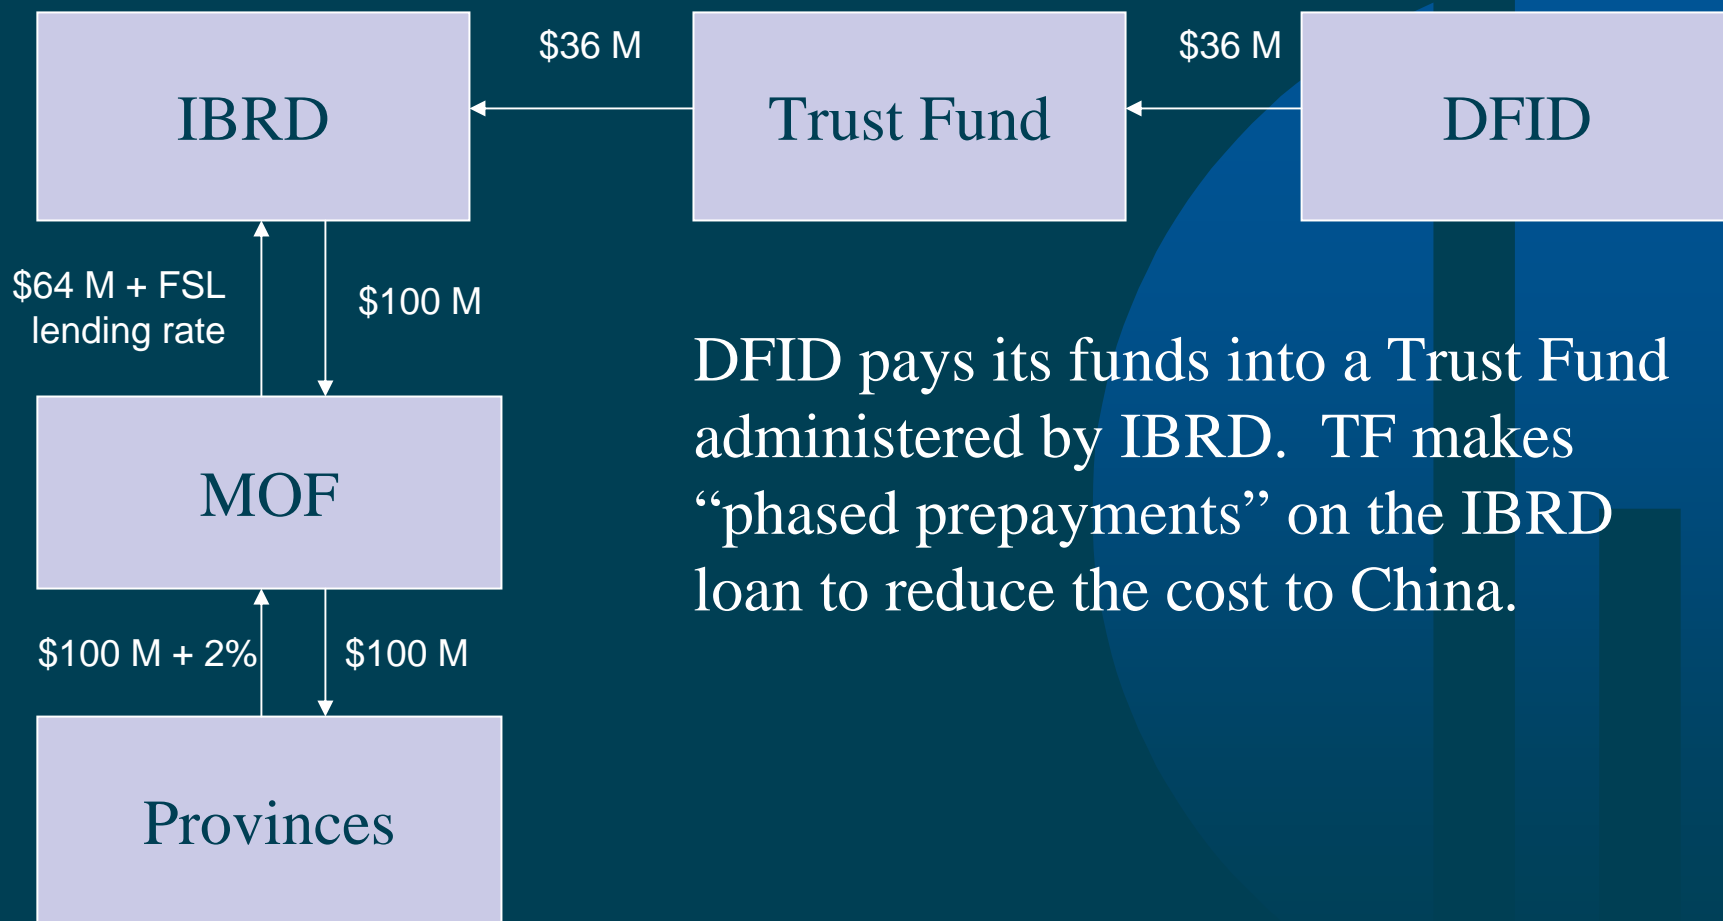 $36 M
$36 M
IBRD
Trust Fund
DFID
$64 M + FSL
lending rate
$100 M
DFID pays its funds into a Trust Fund
administered by IBRD.  TF makes
“phased prepayments” on the IBRD
loan to reduce the cost to China.
MOF
$100 M + 2%
$100 M
Provinces